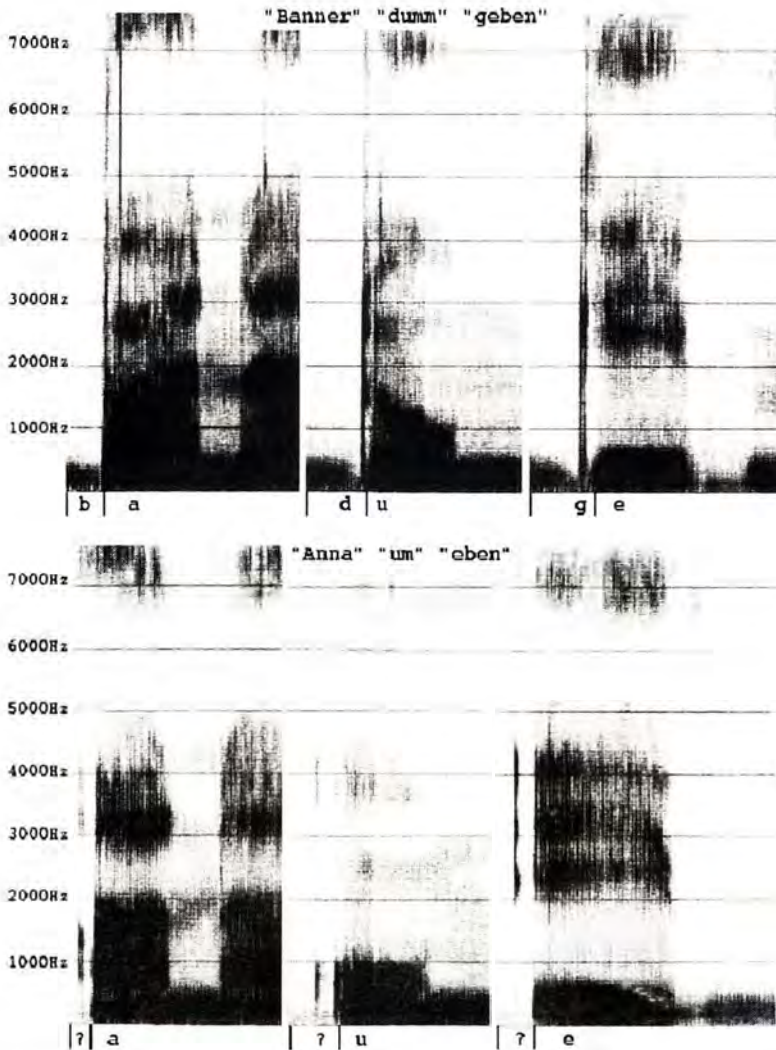 "Banner" "dumm" "geben"
7000Hz
6000Hz
5000Hz
4000Hz
3000Hz
2000Hz
1000Hz
b a d u g e
"Anna" "um" "eben"
7000Hz
6000Hz
5000Hz
4000Hz
3000Hz
2000Hz
1000Hz
? a ? u ? e